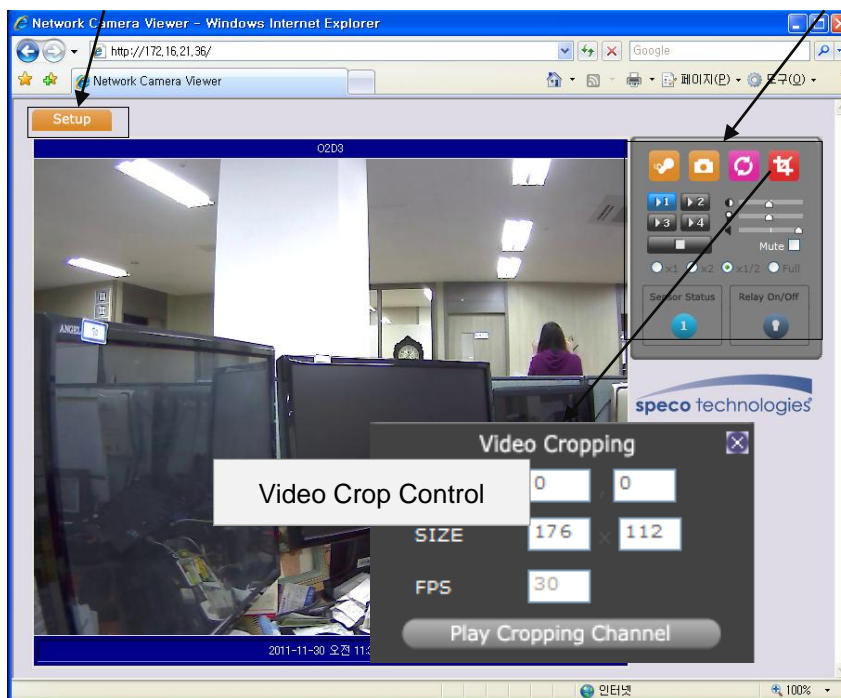 Network Camera Viewer - Windows Internet Explorer
http://172,16,21,36/
Google
Network Camera Viewer
페이지(P)
도구(O)
Setup
O2D3
1
2
3
4
Mute
x1 x2 x1/2 Full
Sensor Status
Relay On/Off
1
ANGEL
speco technologies
Video Cropping
Video Crop Control
0 , 0
SIZE 176 x 112
FPS 30
Play Cropping Channel
2011-11-30 오전 11:
인터넷
100%